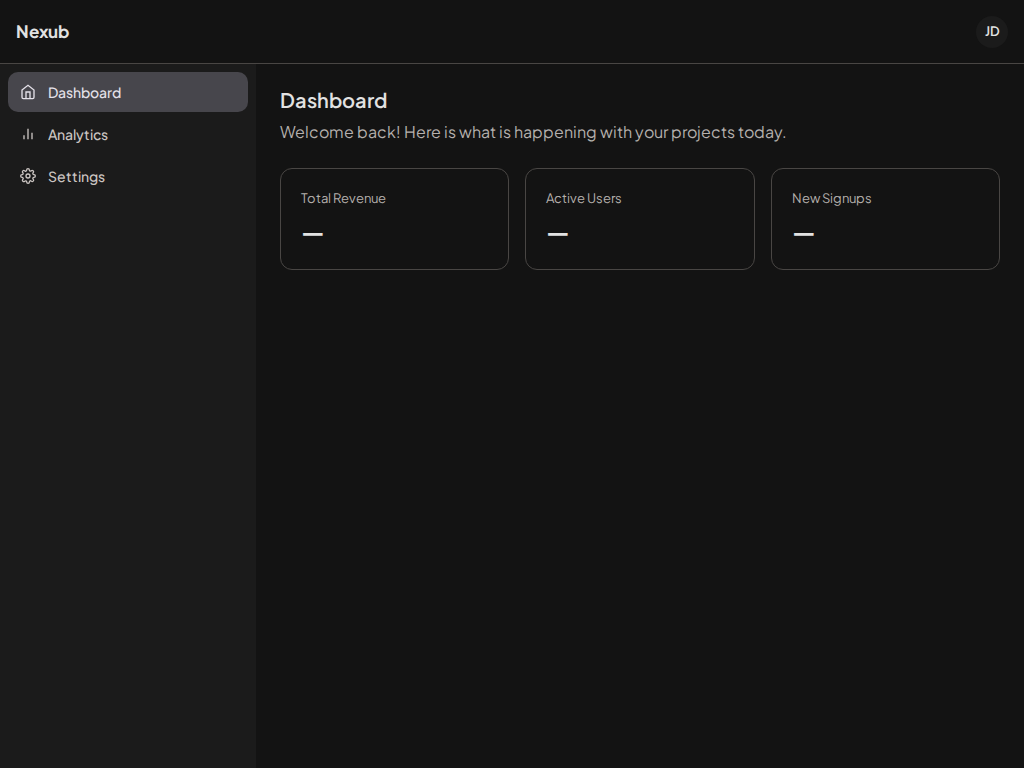 Nexub
JD
Dashboard
Analytics
Settings
Dashboard
Welcome back! Here is what is happening with your projects today.
Total Revenue
—
Active Users
—
New Signups
—